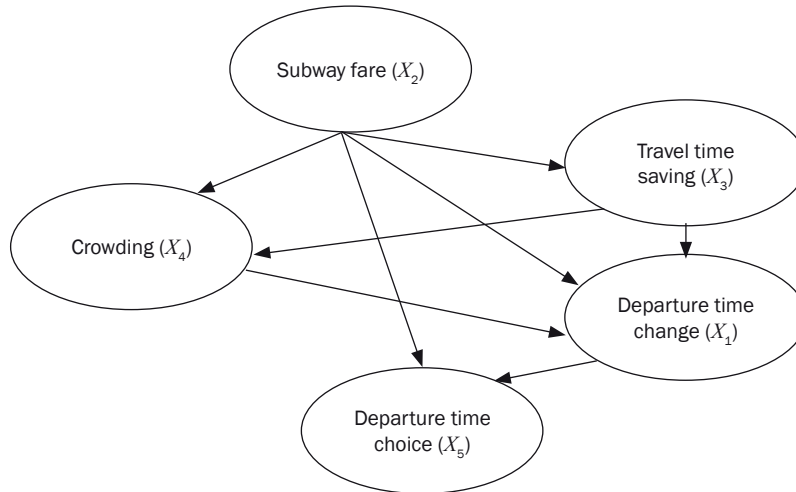 Subway fare (X2)
Travel time
saving (X3)
Crowding (X4)
Departure time
change (X1)
Departure time
choice (X5)